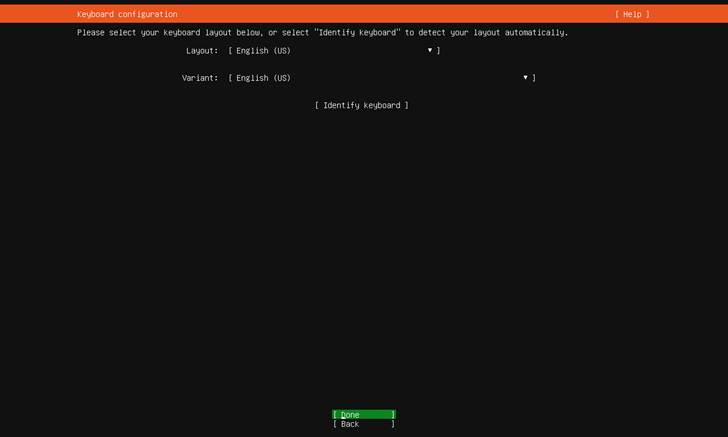 Keyboard configuration [ Help ]
Please select your keyboard layout below, or select "Identify keyboard" to detect your layout automatically.
Layout: [ English (US) ▾ ]
Variant: [ English (US) ▾ ]
[ Identify keyboard ]
[ Done ]
[ Back ]